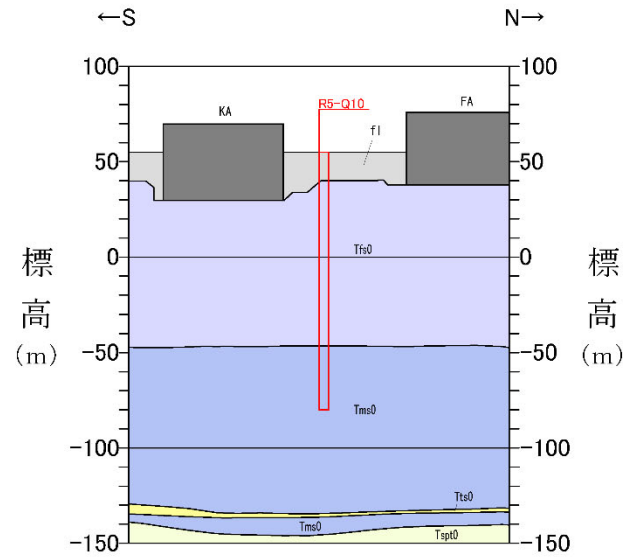 ←S
N→
100
100
R5-Q10
KA
FA
fl
50
50
Tfs0
0
0
標高
(m)
標高
(m)
-50
-50
Tms0
-100
-100
Tts0
Tms0
Tspt0
-150
-150